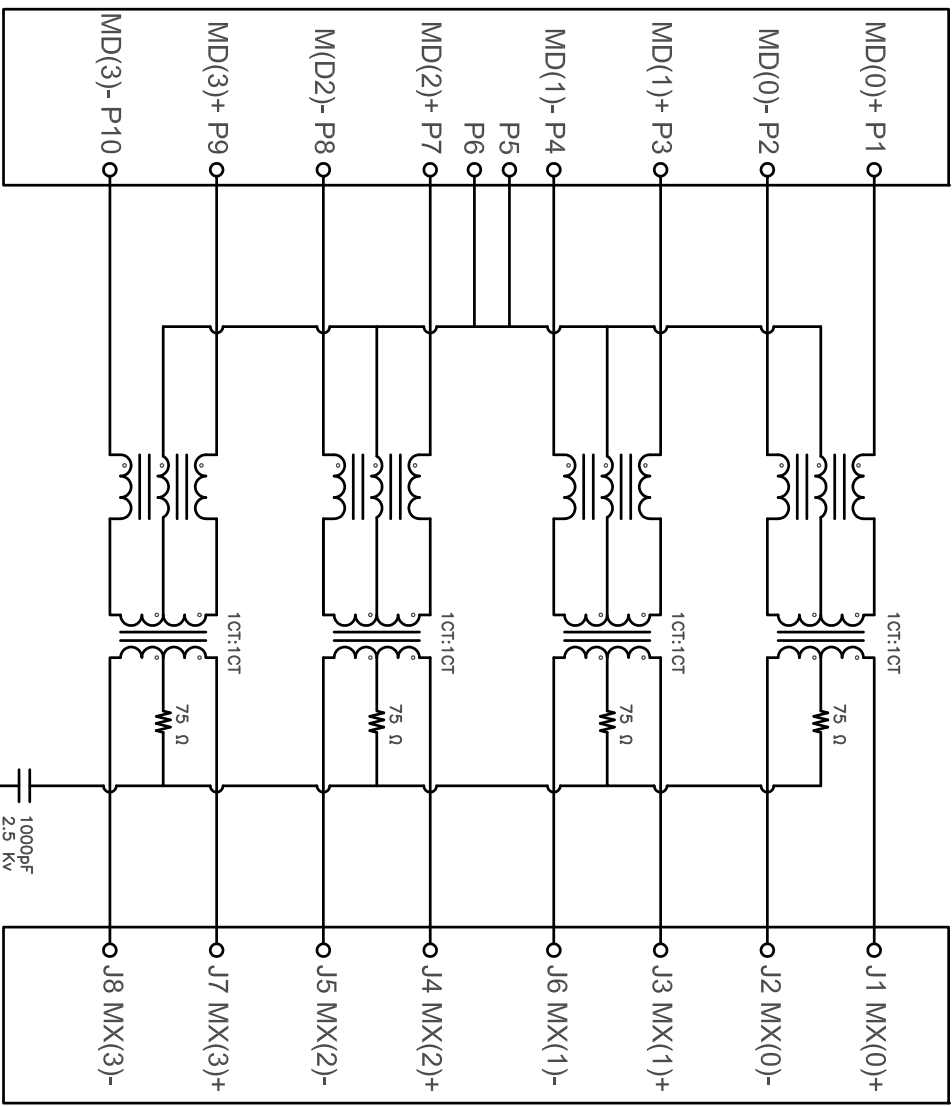 MD(0)+ P1
MD(0)- P2
MD(1)+ P3
MD(1)- P4
P5
P6
MD(2)+ P7
M(D2)- P8
MD(3)+ P9
MD(3)- P10
1CT:1CT
1CT:1CT
1CT:1CT
1CT:1CT
75 Ω
75 Ω
75 Ω
75 Ω
1000pF
2.5 Kv
J1 MX(0)+
J2 MX(0)-
J3 MX(1)+
J6 MX(1)-
J4 MX(2)+
J5 MX(2)-
J7 MX(3)+
J8 MX(3)-